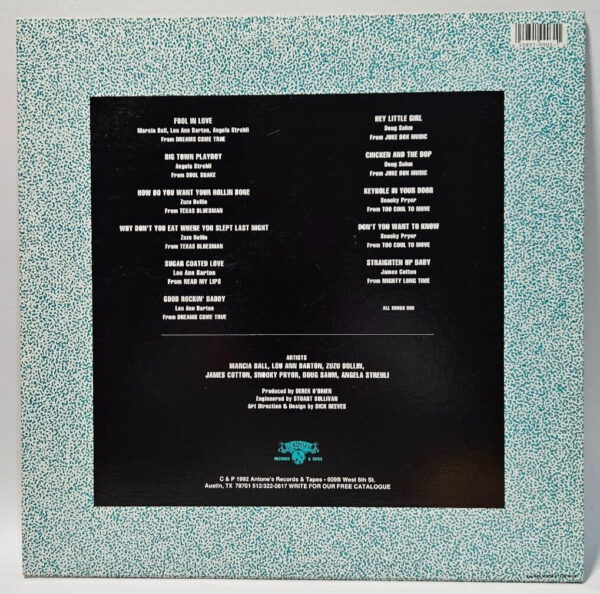 FOOL IN LOVE
Marcia Ball, Lou Ann Barton, Angela Strehli
From DREAMS COME TRUE
BIG TOWN PLAYBOY
Angela Strehli
From SOUL SHAKE
HOW DO YOU WANT YOUR ROLLIN DONE
Zuzu Bollin
From TEXAS BLUESMAN
WHY DON'T YOU EAT WHERE YOU SLEPT LAST NIGHT
Zuzu Bollin
From TEXAS BLUESMAN
SUGAR COATED LOVE
Lou Ann Barton
From READ MY LIPS
GOOD ROCKIN' DADDY
Lou Ann Barton
From DREAMS COME TRUE
HEY LITTLE GIRL
Doug Sahm
From JUKE BOX MUSIC
CHICKEN AND THE BOP
Doug Sahm
From JUKE BOX MUSIC
KEYHOLE IN YOUR DOOR
Snooky Pryor
From TOO COOL TO MOVE
DON'T YOU WANT TO KNOW
Snooky Pryor
From TOO COOL TO MOVE
STRAIGHTEN UP BABY
James Cotton
From MIGHTY LONG TIME
ALL SONGS BMI
ARTISTS
MARCIA BALL, LOU ANN BARTON, ZUZU BOLLIN,
JAMES COTTON, SNOOKY PRYOR, DOUG SAHM, ANGELA STREHLI
Produced by DEREK O'BRIEN
Engineered by STUART SULLIVAN
Art Direction & Design by DICK REEVES
RECORDS & TAPES
C & P 1992 Antone's Records & Tapes • 609B West 6th St.
Austin, TX 78701 512/322-0617 WRITE FOR OUR FREE CATALOGUE